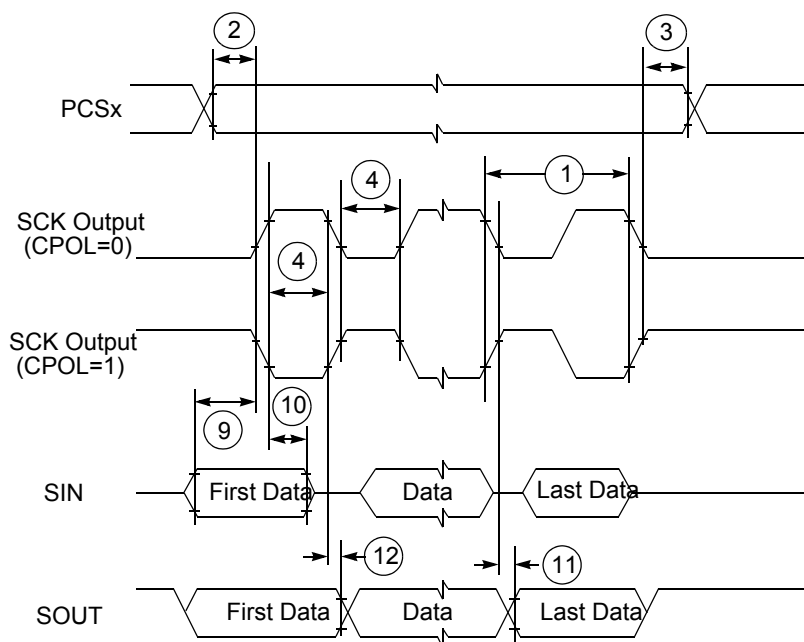 2
3
PCSx
4
1
SCK Output
(CPOL=0)
4
SCK Output
(CPOL=1)
9
10
SIN
First Data
Data
Last Data
12
11
SOUT
First Data
Data
Last Data